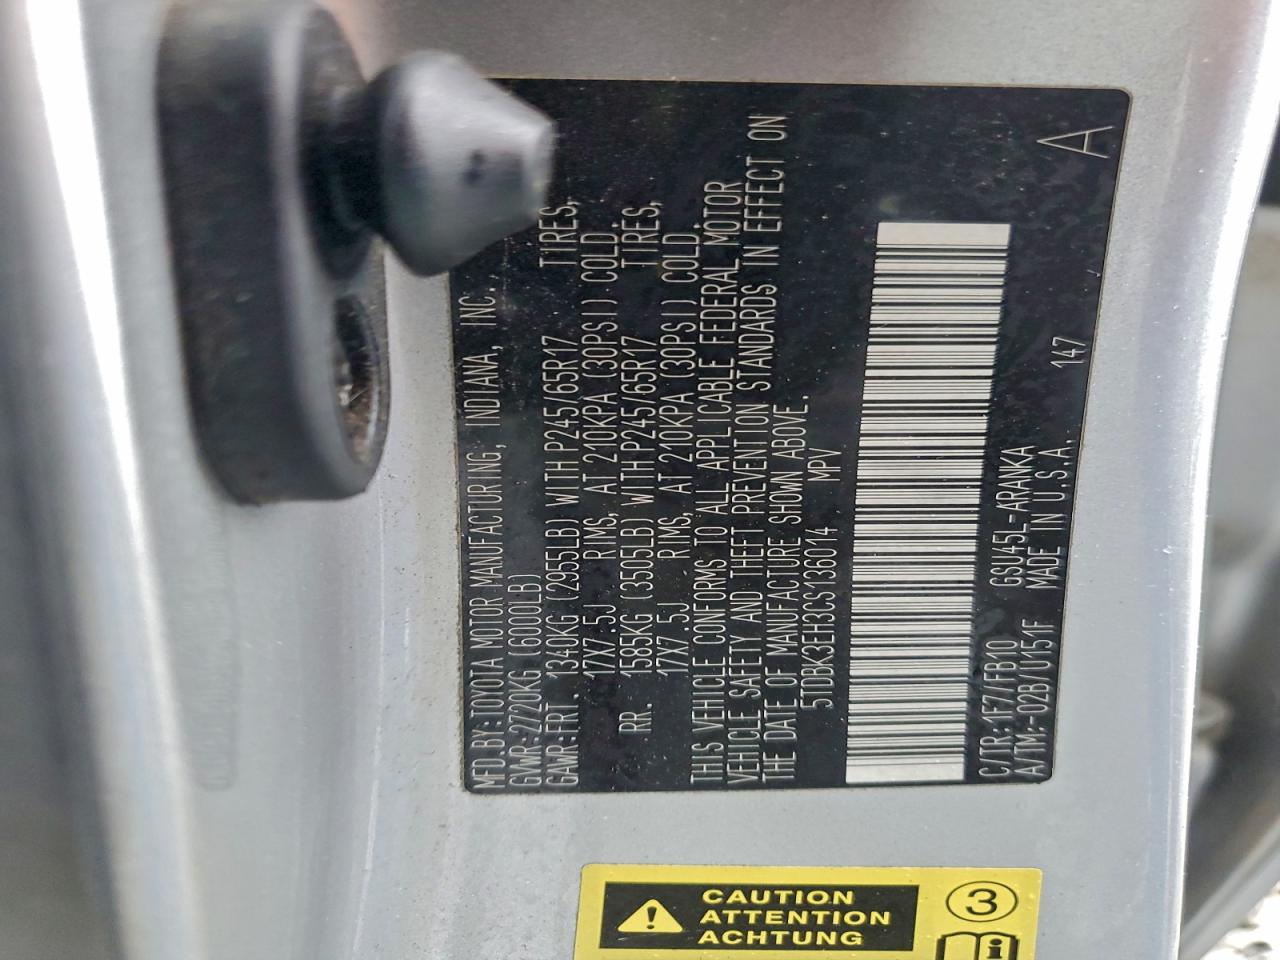 MFD.BY:TOYOTA MOTOR MANUFACTURING, INDIANA, INC.
GVWR:2720KG (6000LB)
GAWR:FRT. 1340KG (2955LB) WITH P245/65R17 TIRES,
17X7.5J RIMS, AT 210KPA (30PSI) COLD.
RR. 1585KG (3505LB) WITH P245/65R17 TIRES,
17X7.5J RIMS, AT 210KPA (30PSI) COLD.
THIS VEHICLE CONFORMS TO ALL APPLICABLE FEDERAL MOTOR
VEHICLE SAFETY AND THEFT PREVENTION STANDARDS IN EFFECT ON
THE DATE OF MANUFACTURE SHOWN ABOVE.
5TDBK3EH3CS136014 MPV
C/TR:1F7/FB10 GSU45L-ARANKA
A/TM:-02B/U151F MADE IN U.S.A. 147
A
CAUTION
ATTENTION
ACHTUNG
3
i